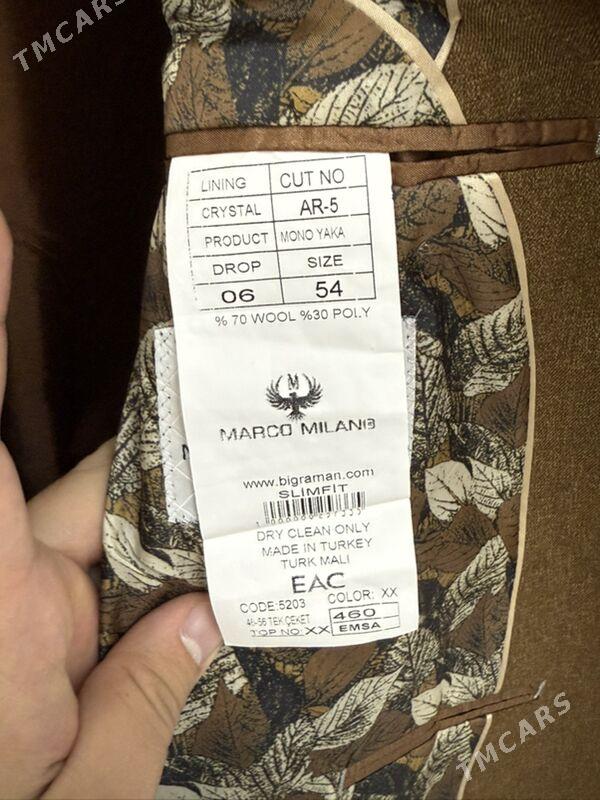 TMCARS
LINING CUT NO
CRYSTAL AR-5
PRODUCT MONO YAKA
DROP SIZE
06 54
% 70 WOOL %30 POLY
M
MARCO MILANO
www.bigraman.com
SLIMFIT
DRY CLEAN ONLY
MADE IN TURKEY
TURK MALI
EAC
CODE:5203 COLOR: XX
46-56 TEK ÇEKET 460
TOP NO: XX EMSA
TMCARS